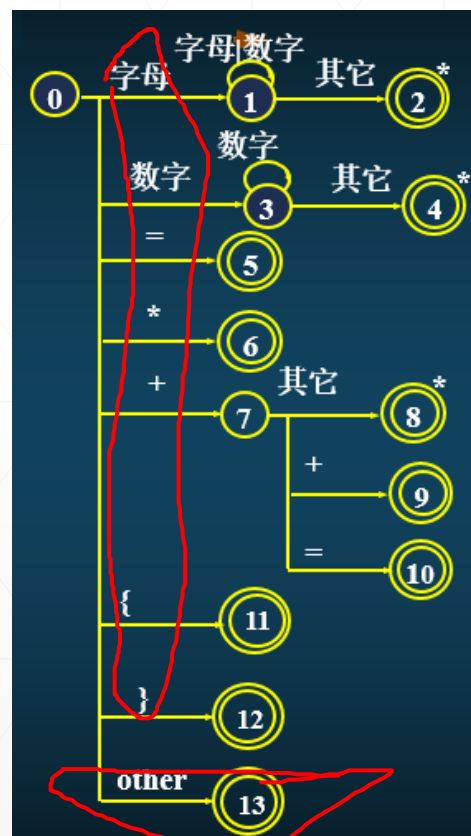 字母|数字
0 字母 1 其它 2 *
数字
数字 3 其它 4 *
= 5
* 6
+ 7 其它 8 *
+ 9
= 10
{ 11
} 12
other 13